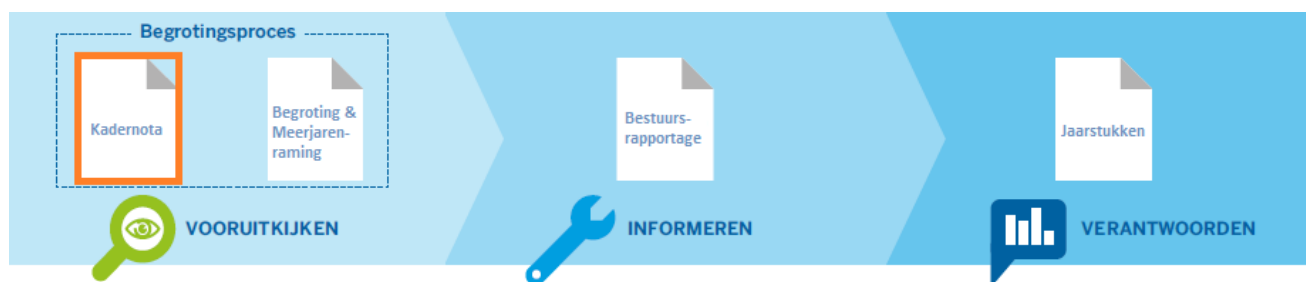 Begrotingsproces
Kadernota
Begroting &
Meerjaren-
raming
VOORUITKIJKEN
Bestuurs-
rapportage
INFORMEREN
Jaarstukken
VERANTWOORDEN